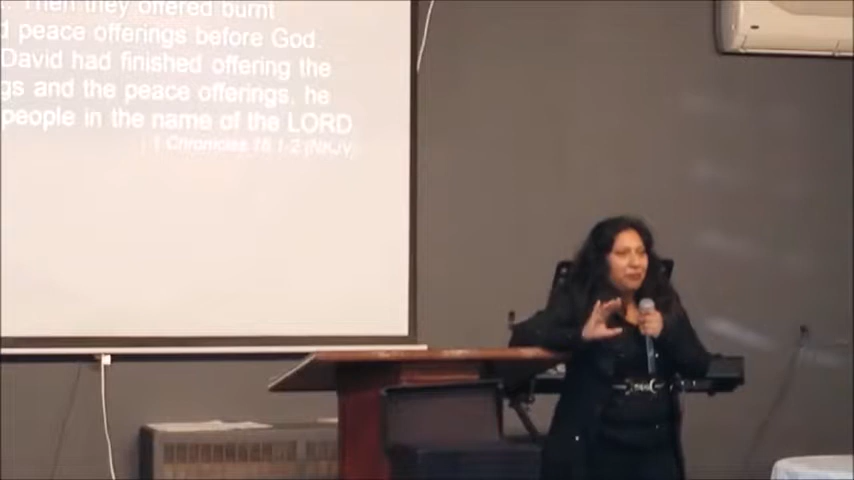 Then they offered burnt
peace offerings before God.
David had finished offering the
and the peace offerings, he
people in the name of the LORD
1 Chronicles 16:1-2 (NKJV